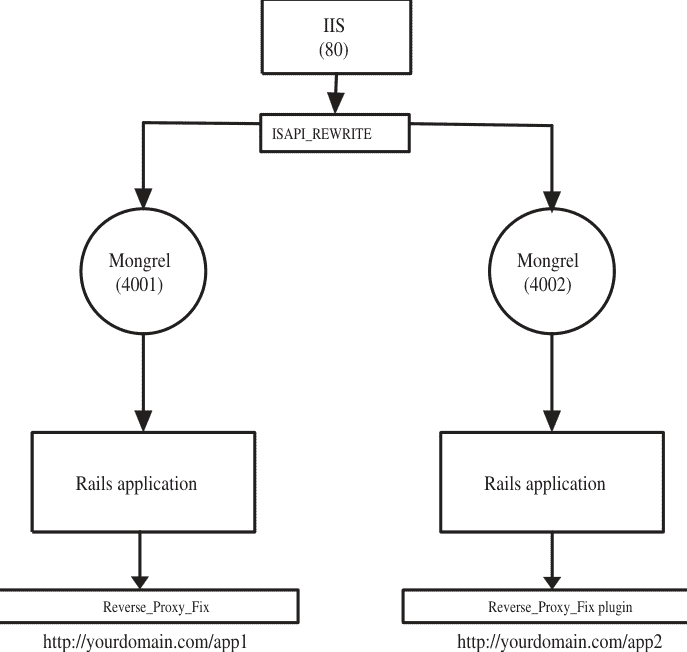 IIS
(80)
ISAPI_REWRITE
Mongrel
(4001)
Mongrel
(4002)
Rails application
Rails application
Reverse_Proxy_Fix
Reverse_Proxy_Fix plugin
http://yourdomain.com/app1
http://yourdomain.com/app2